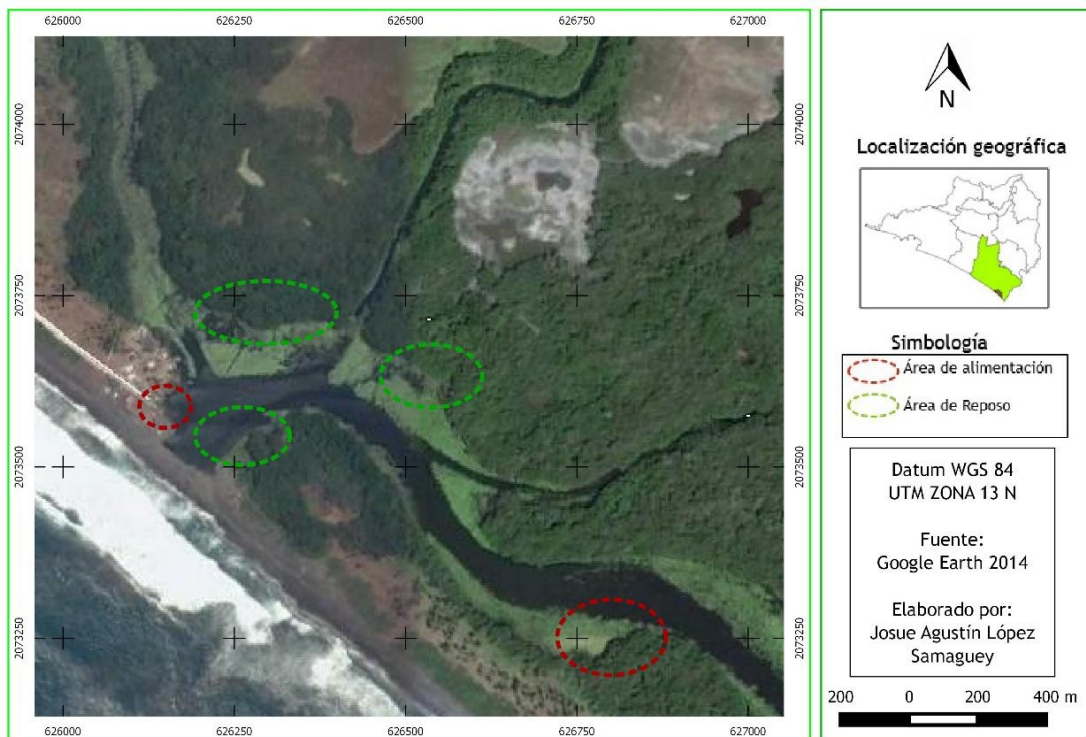 626000 626250 626500 626750 627000
2074000 2074000
2073750 2073750
2073500 2073500
2073250 2073250
626000 626250 626500 626750 627000
N
Localización geográfica
Simbología
Área de alimentación
Área de Reposo
Datum WGS 84
UTM ZONA 13 N
Fuente:
Google Earth 2014
Elaborado por:
Josue Agustín López
Samaguey
200 0 200 400 m